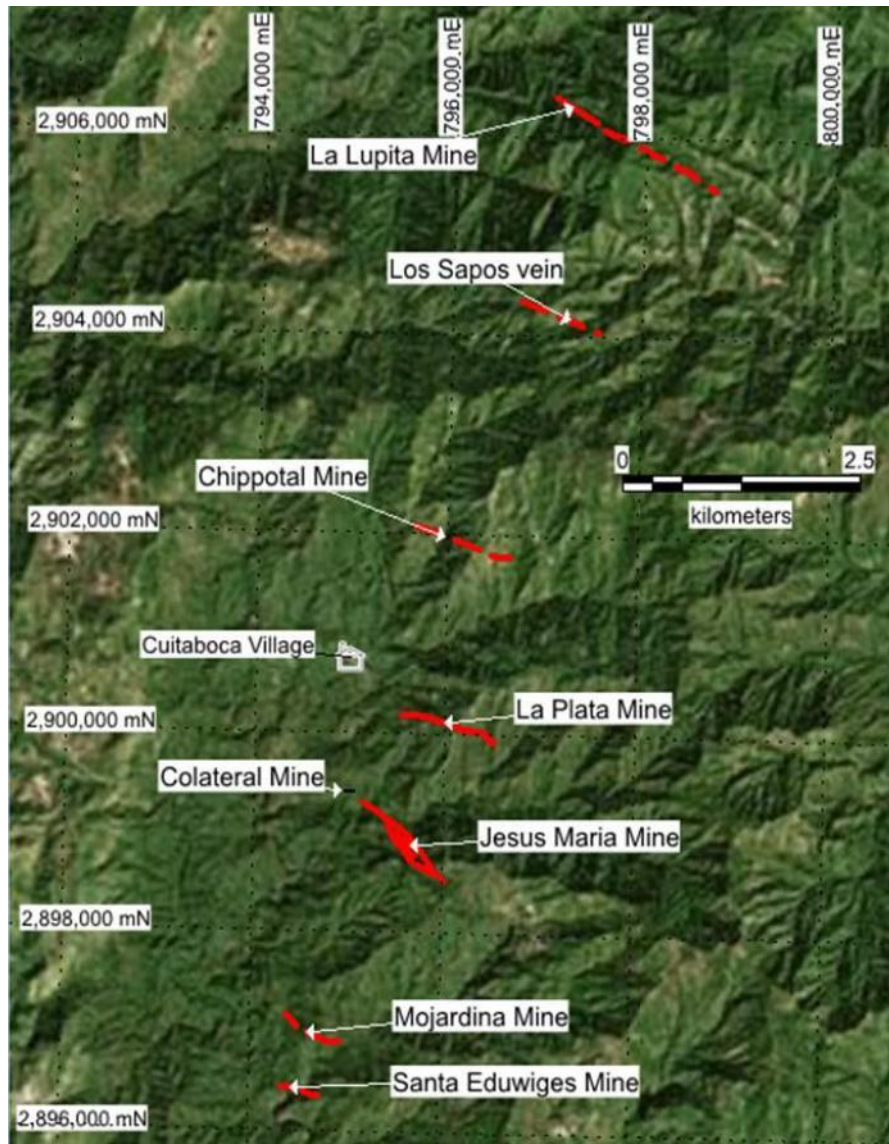 794,000 mE
796,000 mE
798,000 mE
800,000 mE
2,906,000 mN
La Lupita Mine
Los Sapos vein
2,904,000 mN
0 2.5
kilometers
Chippotal Mine
2,902,000 mN
Cuitaboca Village
La Plata Mine
2,900,000 mN
Colateral Mine
Jesus Maria Mine
2,898,000 mN
Mojardina Mine
Santa Eduwiges Mine
2,896,000 mN